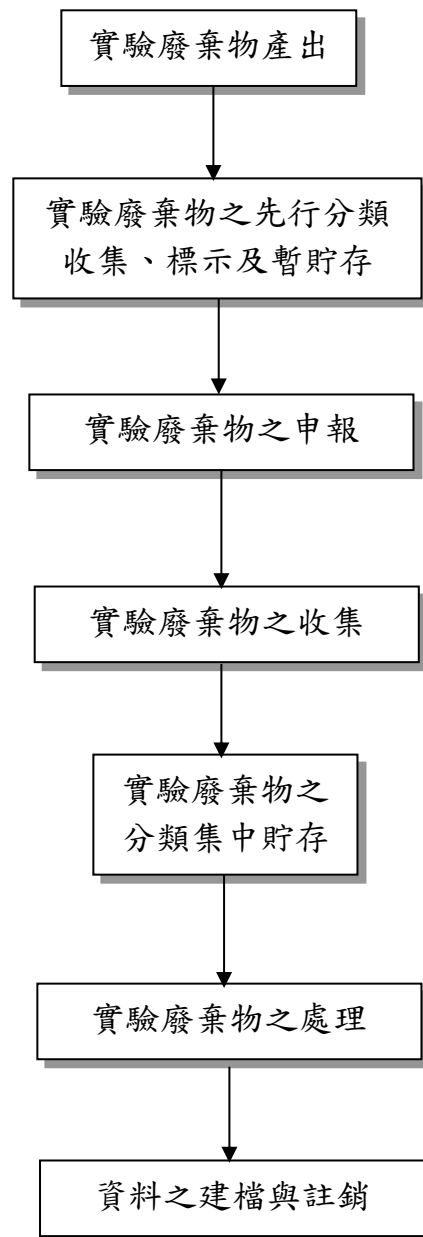 實驗廢棄物產出
實驗廢棄物之先行分類
收集、標示及暫貯存
實驗廢棄物之申報
實驗廢棄物之收集
實驗廢棄物之
分類集中貯存
實驗廢棄物之處理
資料之建檔與註銷